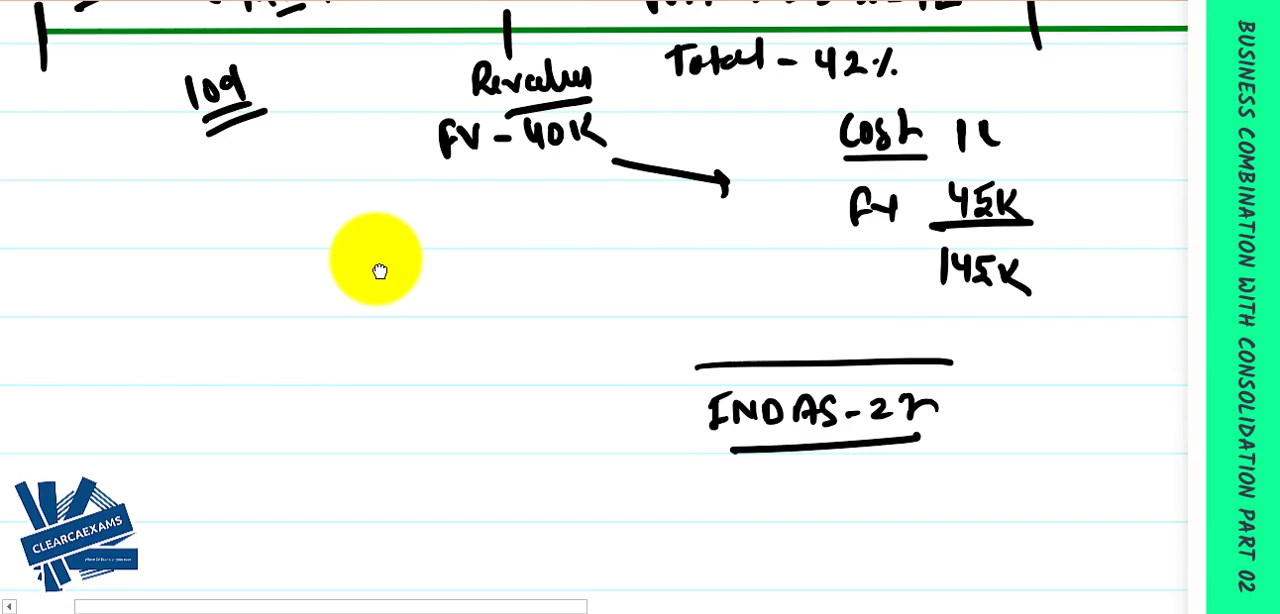 Total - 42%
109
Revalue
FV - 40K
Cost 1L
FV 45K
145K
INDAS - 27
CLEARCAEXAMS
BUSINESS COMBINATION WITH CONSOLIDATION PART 02